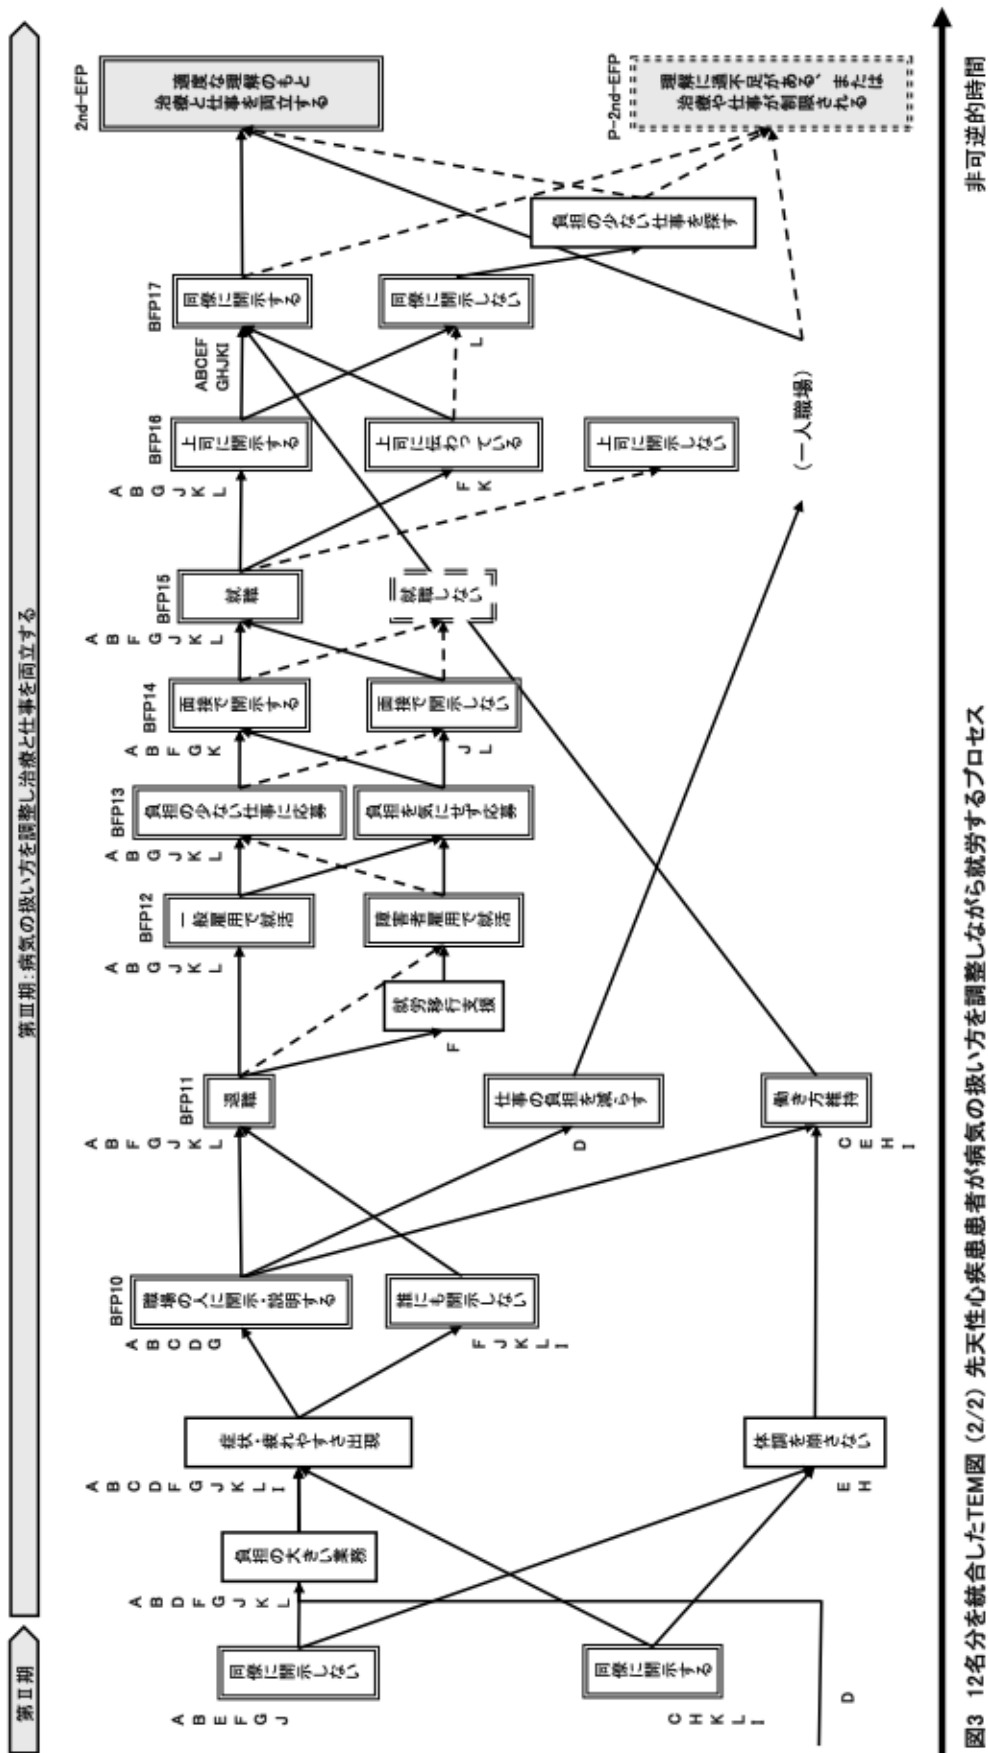 第Ⅱ期
第Ⅲ期：病気の扱い方を調整し治療と仕事を両立する
A B E F G J
同僚に開示しない
C H K L I
同僚に開示する
D
A B D F G J K L
負担の大きい業務
A B C D F G J K L I
症状・疲れやすさ出現
E H
体調を崩さない
BFP10
A B C D G
職場の人に開示・説明する
F J K L I
誰にも開示しない
BFP11
A B F G J K L
退職
D
仕事の負担を減らす
C E H I
働き方維持
F
就労移行支援
BFP12
A B G J K L
一般雇用で就活
障害者雇用で就活
BFP13
A B G J K L
負担の少ない仕事に応募
負担を気にせず応募
BFP14
A B F G K
面接で開示する
J L
面接で開示しない
BFP15
A B F G J K L
就職
就職しない
BFP16
A B G J K L
上司に開示する
F K
上司に伝わっている
上司に開示しない
(一人職場)
BFP17
ABCEF
GHJKI
同僚に開示する
L
同僚に開示しない
負担の少ない仕事を探す
2nd-EFP
適度な理解のもと
治療と仕事を両立する
P-2nd-EFP
理解に過不足がある、または
治療や仕事が制限される
非可逆的時間
図3 12名分を統合したTEM図（2/2）先天性心疾患患者が病気の扱い方を調整しながら就労するプロセス